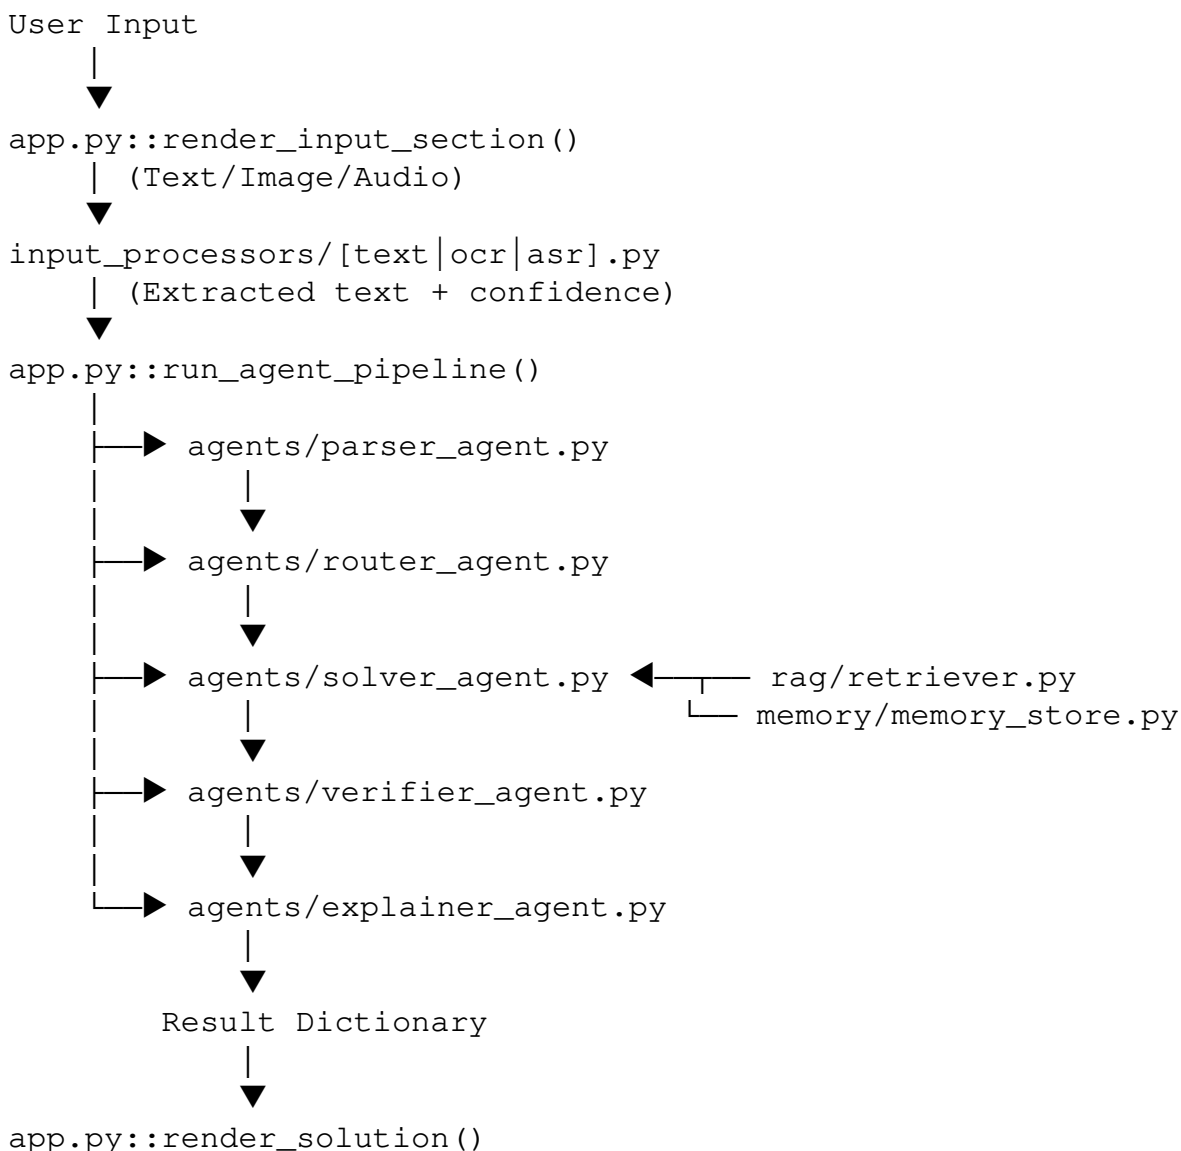 User Input
app.py::render_input_section()
(Text/Image/Audio)
input_processors/[text|ocr|asr].py
(Extracted text + confidence)
app.py::run_agent_pipeline()
agents/parser_agent.py
agents/router_agent.py
agents/solver_agent.py rag/retriever.py
memory/memory_store.py
agents/verifier_agent.py
agents/explainer_agent.py
Result Dictionary
app.py::render_solution()